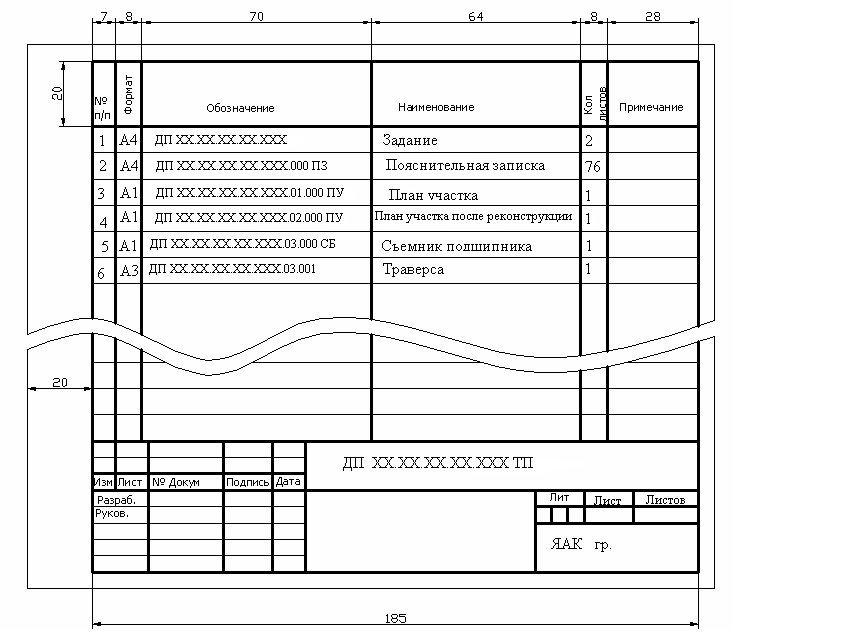 7 8 70 64 8 28
20
№ п/п Формат Обозначение Наименование Кол листов Примечание
1 А4 ДП ХХ.ХХ.ХХ.ХХ.ХХХ Задание 2
2 А4 ДП ХХ.ХХ.ХХ.ХХ.ХХХ.000 ПЗ Пояснительная записка 76
3 А1 ДП ХХ.ХХ.ХХ.ХХ.ХХХ.01.000 ПУ План участка 1
4 А1 ДП ХХ.ХХ.ХХ.ХХ.ХХХ.02.000 ПУ План участка после реконструкции 1
5 А1 ДП ХХ.ХХ.ХХ.ХХ.ХХХ.03.000 СБ Съемник подшипника 1
6 А3 ДП ХХ.ХХ.ХХ.ХХ.ХХХ.03.001 Траверса 1
20
ДП ХХ.ХХ.ХХ.ХХ.ХХХ ТП
Изм Лист № Докум Подпись Дата
Разраб. Лит Лист Листов
Руков.
ЯАК гр.
185